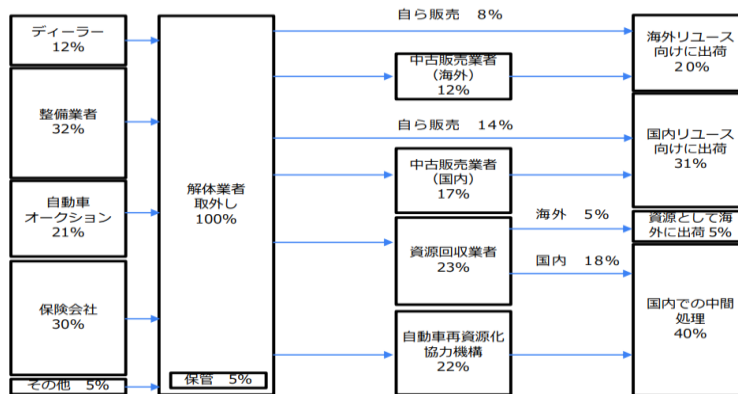 ディーラー
12%
整備業者
32%
自動車
オークション
21%
保険会社
30%
その他 5%
解体業者
取外し
100%
保管 5%
自ら販売 8%
中古販売業者
(海外)
12%
自ら販売 14%
中古販売業者
(国内)
17%
資源回収業者
23%
海外 5%
国内 18%
自動車再資源化
協力機構
22%
海外リユース
向けに出荷
20%
国内リユース
向けに出荷
31%
資源として海
外に出荷 5%
国内での中間
処理
40%